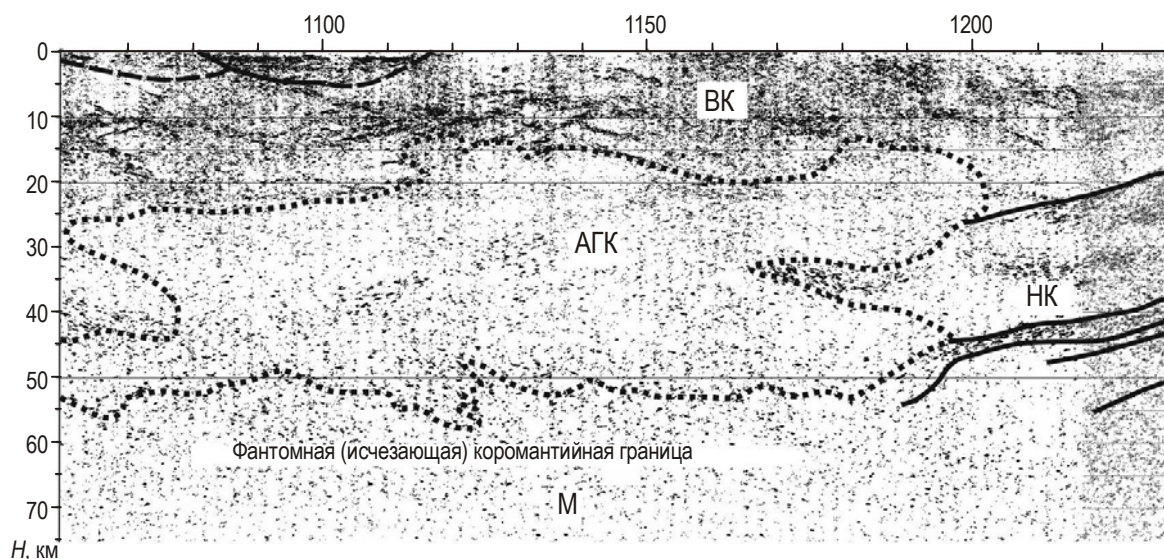 1100 1150 1200
0
10
20
30
40
50
60
70
H, км
ВК
АГК
НК
Фантомная (исчезающая) коромантийная граница
М